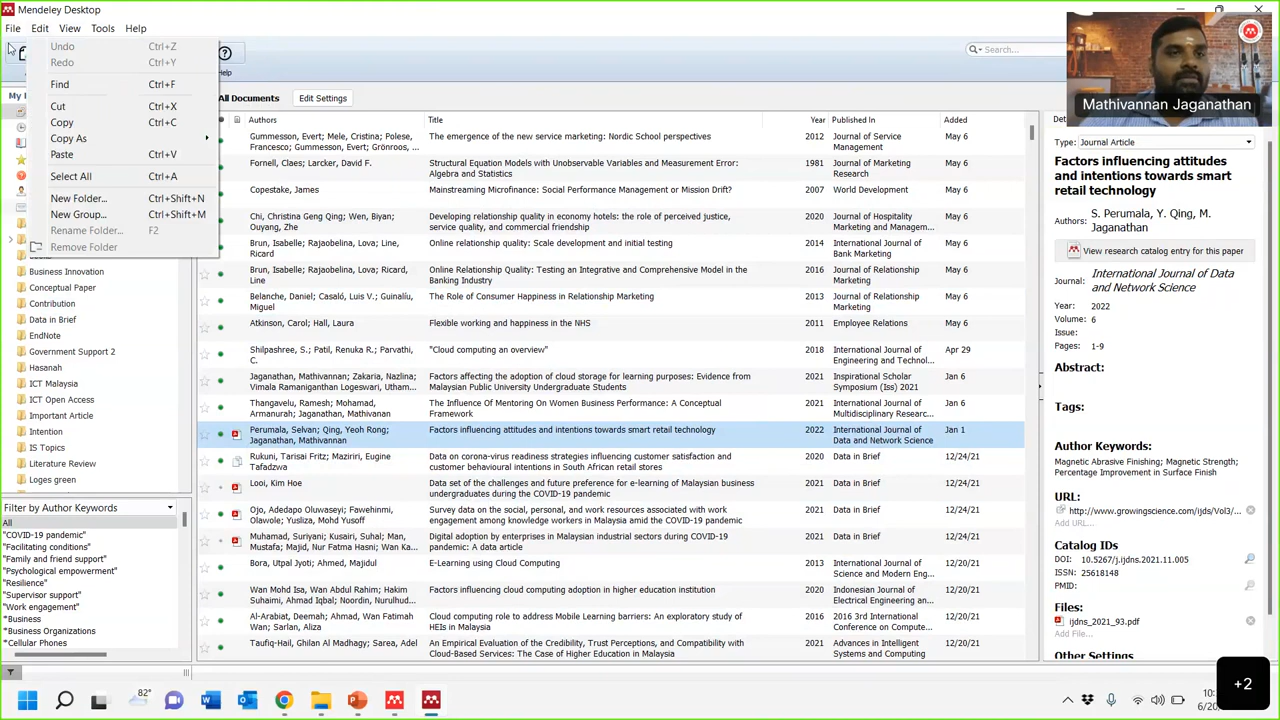 Mendeley Desktop
File Edit View Tools Help
Undo Ctrl+Z
Redo Ctrl+Y
Find Ctrl+F
Cut Ctrl+X
Copy Ctrl+C
Copy As
Paste Ctrl+V
Select All Ctrl+A
New Folder... Ctrl+Shift+N
New Group... Ctrl+Shift+M
Rename Folder... F2
Remove Folder
Business Innovation
Conceptual Paper
Contribution
Data in Brief
EndNote
Government Support 2
Hasanah
ICT Malaysia
ICT Open Access
Important Article
Intention
IS Topics
Literature Review
Loges green
Filter by Author Keywords
All
"COVID-19 pandemic"
"Facilitating conditions"
"Family and friend support"
"Psychological empowerment"
"Resilience"
"Supervisor support"
"Work engagement"
*Business
*Business Organizations
*Cellular Phones
Help
Search...
All Documents Edit Settings
Authors Title Year Published In Added
Gummesson, Evert; Mele, Cristina; Polese, The emergence of the new service marketing: Nordic School perspectives 2012 Journal of Service May 6
Francesco; Gummesson, Evert; Grönroos, C... Management
Fornell, Claes; Larcker, David F. Structural Equation Models with Unobservable Variables and Measurement Error: 1981 Journal of Marketing May 6
Algebra and Statistics Research
Copestake, James Mainstreaming Microfinance: Social Performance Management or Mission Drift? 2007 World Development May 6
Chi, Christina Geng Qing; Wen, Biyan; Developing relationship quality in economy hotels: the role of perceived justice, 2020 Journal of Hospitality May 6
Ouyang, Zhe service quality, and commercial friendship Marketing and Managemen...
Brun, Isabelle; Rajaobelina, Lova; Line, Online relationship quality: Scale development and initial testing 2014 International Journal of May 6
Ricard Bank Marketing
Brun, Isabelle; Rajaobelina, Lova; Ricard, Online Relationship Quality: Testing an Integrative and Comprehensive Model in the 2016 Journal of Relationship May 6
Line Banking Industry Marketing
Belanche, Daniel; Casaló, Luis V.; Guinalíu, The Role of Consumer Happiness in Relationship Marketing 2013 Journal of Relationship May 6
Miguel Marketing
Atkinson, Carol; Hall, Laura Flexible working and happiness in the NHS 2011 Employee Relations May 6
Shilpashree, S.; Patil, Renuka R.; Parvathi, "Cloud computing an overview" 2018 International Journal of Apr 29
C. Engineering and Technol...
Jaganathan, Mathivannan; Zakaria, Nazlina; Factors affecting the adoption of cloud storage for learning purposes: Evidence from 2021 Inspirational Scholar Jan 6
Vimala Ramaniganthan Logeswari, Utham... Malaysian Public University Undergraduate Students Symposium (Iss) 2021
Thangavelu, Ramesh; Mohamad, The Influence Of Mentoring On Women Business Performance: A Conceptual 2021 International Journal of Jan 6
Armanurah; Jaganathan, Mathivanan Framework Multidisciplinary Researc...
Perumala, Selvan; Qing, Yeoh Rong; Factors influencing attitudes and intentions towards smart retail technology 2022 International Journal of Jan 1
Jaganathan, Mathivannan Data and Network Science
Rukuni, Tarisai Fritz; Maziriri, Eugine Data on corona-virus readiness strategies influencing customer satisfaction and 2020 Data in Brief 12/24/21
Tafadzwa customer behavioural intentions in South African retail stores
Looi, Kim Hoe Data set of the challenges and future preference for e-learning of Malaysian business 2021 Data in Brief 12/24/21
undergraduates during the COVID-19 pandemic
Ojo, Adedapo Oluwaseyi; Fawehinmi, Survey data on the social, personal, and work resources associated with work 2021 Data in Brief 12/24/21
Olawole; Yusliza, Mohd Yusoff engagement among knowledge workers in Malaysia amid the COVID-19 pandemic
Muhamad, Suriyani; Kusairi, Suhal; Man, Digital adoption by enterprises in Malaysian industrial sectors during COVID-19 2021 Data in Brief 12/24/21
Mustafa; Majid, Nur Fatma Hasni; Wan Ka... pandemic: A data article
Bora, Utpal Jyoti; Ahmed, Majidul E-Learning using Cloud Computing 2013 International Journal of 12/20/21
Science and Modern Eng...
Wan Mohd Isa, Wan Abdul Rahim; Hakim Factors influencing cloud computing adoption in higher education institution 2020 Indonesian Journal of 12/20/21
Suhaimi, Ahmad Iqbal; Noordin, Nurulhud... Electrical Engineering an...
Al-Arabiat, Deemah; Ahmad, Wan Fatimah Cloud computing role to address Mobile Learning barriers: An exploratory study of 2016 2016 3rd International 12/20/21
Wan; Sarlan, Aliza HEIs in Malaysia Conference on Compute...
Taufiq-Hail, Ghilan Al Madhagy; Sarea, Adel An Empirical Evaluation of the Credibility, Trust Perceptions, and Compatibility with 2021 Advances in Intelligent 12/20/21
Cloud-Based Services: The Case of Higher Education in Malaysia Systems and Computing
Mathivannan Jaganathan
Type: Journal Article
Factors influencing attitudes
and intentions towards smart
retail technology
Authors: S. Perumala, Y. Qing, M.
Jaganathan
View research catalog entry for this paper
Journal: International Journal of Data
and Network Science
Year: 2022
Volume: 6
Issue:
Pages: 1-9
Abstract:
Tags:
Author Keywords:
Magnetic Abrasive Finishing; Magnetic Strength;
Percentage Improvement in Surface Finish
URL:
http://www.growingscience.com/ijds/Vol3/...
Add URL...
Catalog IDs
DOI: 10.5267/j.ijdns.2021.11.005
ISSN: 25618148
PMID:
Files:
ijdns_2021_93.pdf
Add File...
Other Settings
+2
82°